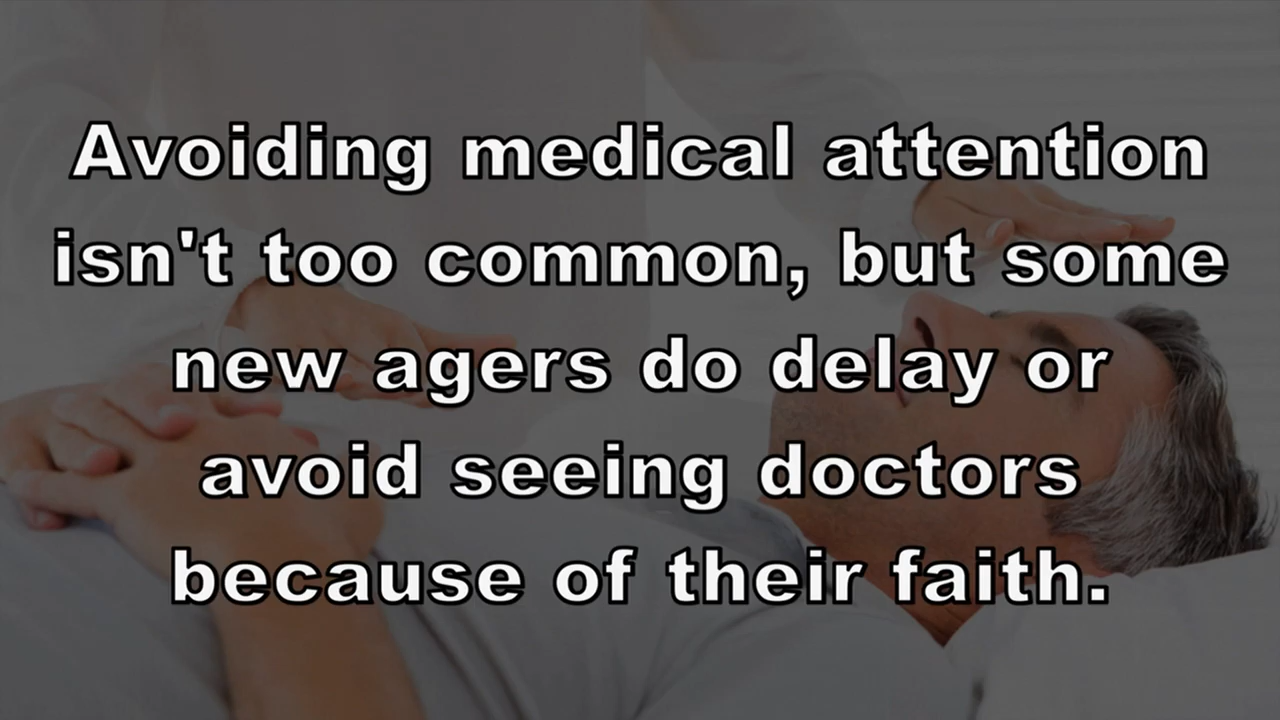 Avoiding medical attention
isn't too common, but some
new agers do delay or
avoid seeing doctors
because of their faith.